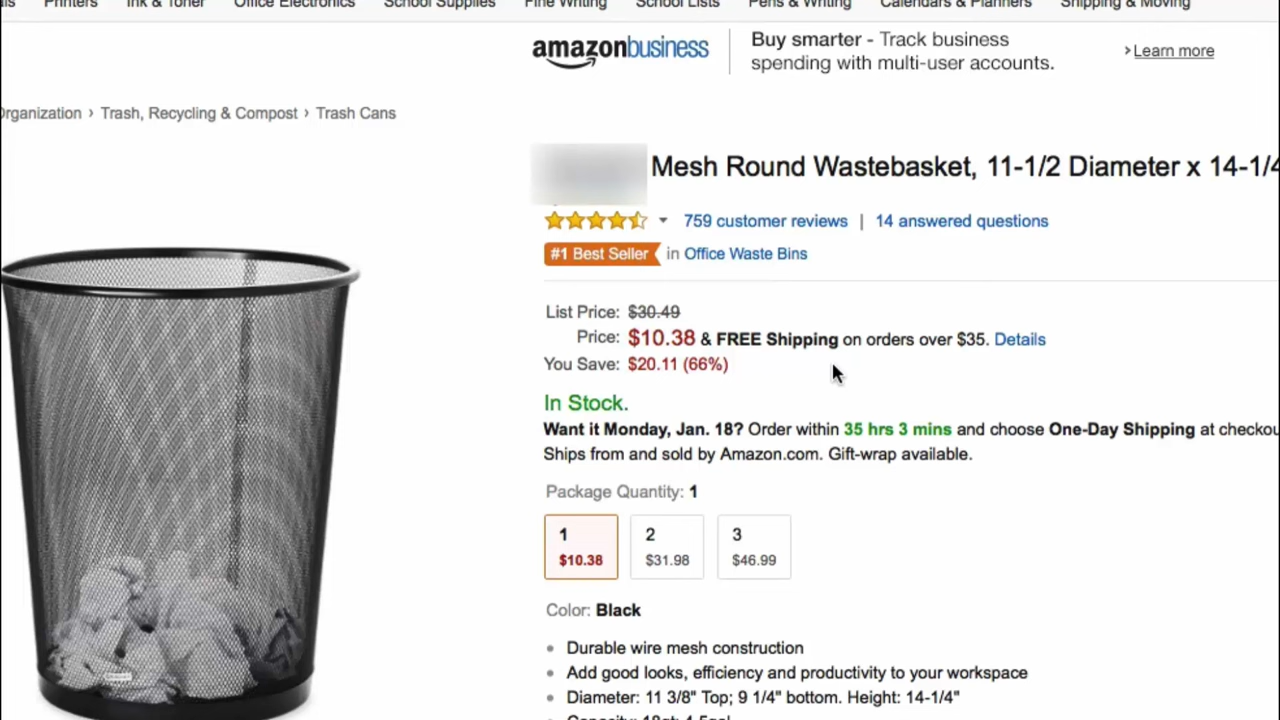 Printers Ink & Toner Office Electronics School Supplies Fine Writing School Lists Pens & Writing Calendars & Planners Shipping & Moving
amazonbusiness
Buy smarter - Track business
spending with multi-user accounts.
› Learn more
Organization › Trash, Recycling & Compost › Trash Cans
Mesh Round Wastebasket, 11-1/2 Diameter x 14-1/4
759 customer reviews | 14 answered questions
#1 Best Seller in Office Waste Bins
List Price: $30.49
Price: $10.38 & FREE Shipping on orders over $35. Details
You Save: $20.11 (66%)
In Stock.
Want it Monday, Jan. 18? Order within 35 hrs 3 mins and choose One-Day Shipping at checkou
Ships from and sold by Amazon.com. Gift-wrap available.
Package Quantity: 1
1 2 3
$10.38 $31.98 $46.99
Color: Black
• Durable wire mesh construction
• Add good looks, efficiency and productivity to your workspace
• Diameter: 11 3/8" Top; 9 1/4" bottom. Height: 14-1/4"